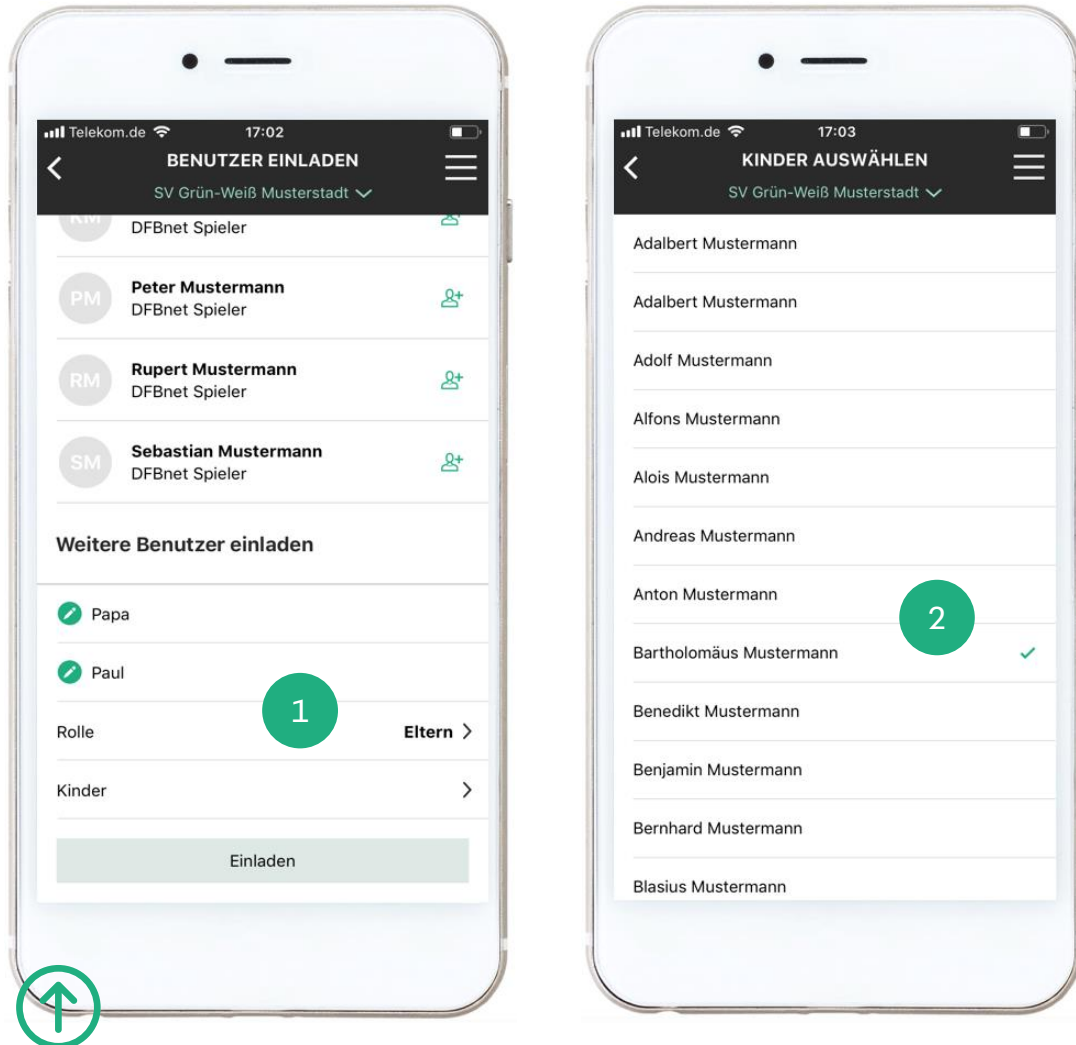 Telekom.de 17:02
BENUTZER EINLADEN
SV Grün-Weiß Musterstadt
KM
DFBnet Spieler
PM
Peter Mustermann
DFBnet Spieler
RM
Rupert Mustermann
DFBnet Spieler
SM
Sebastian Mustermann
DFBnet Spieler
Weitere Benutzer einladen
Papa
Paul
1
Rolle Eltern
Kinder
Einladen
Telekom.de 17:03
KINDER AUSWÄHLEN
SV Grün-Weiß Musterstadt
Adalbert Mustermann
Adalbert Mustermann
Adolf Mustermann
Alfons Mustermann
Alois Mustermann
Andreas Mustermann
Anton Mustermann
2
Bartholomäus Mustermann
Benedikt Mustermann
Benjamin Mustermann
Bernhard Mustermann
Blasius Mustermann